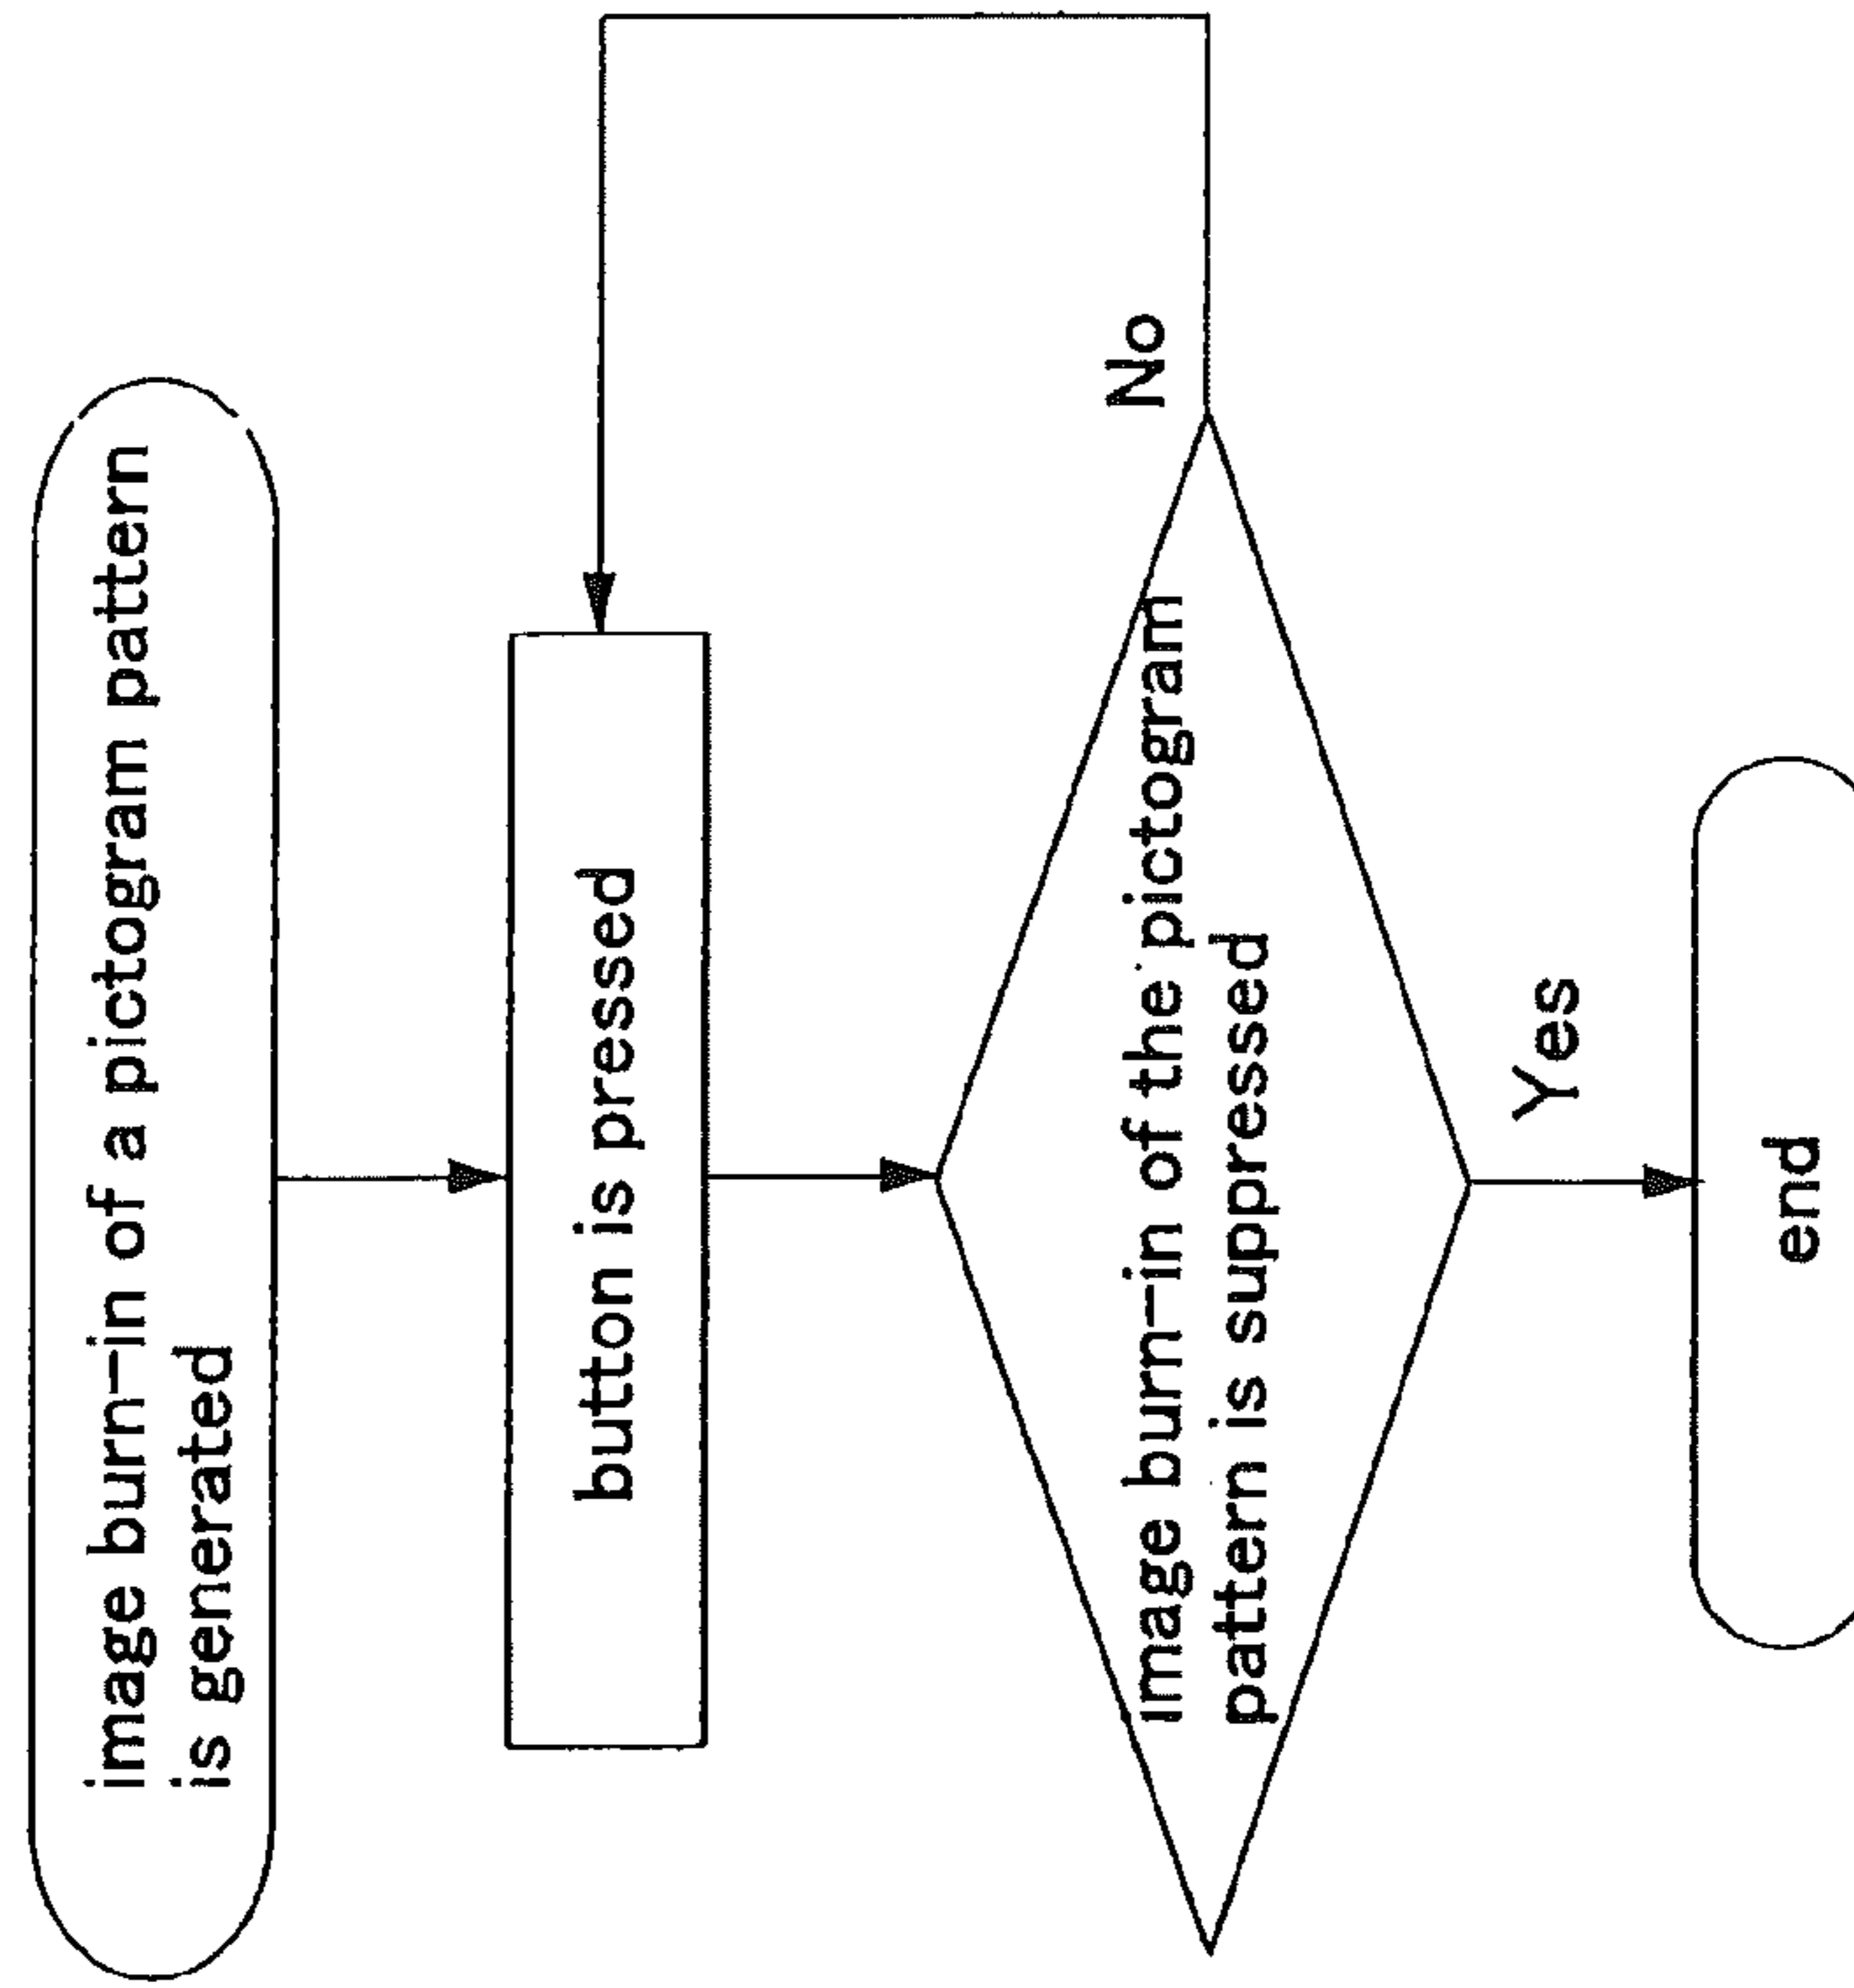 image burn-in of a pictogram pattern
is generated
button is pressed
image burn-in of the pictogram
pattern is suppressed
No
Yes
end